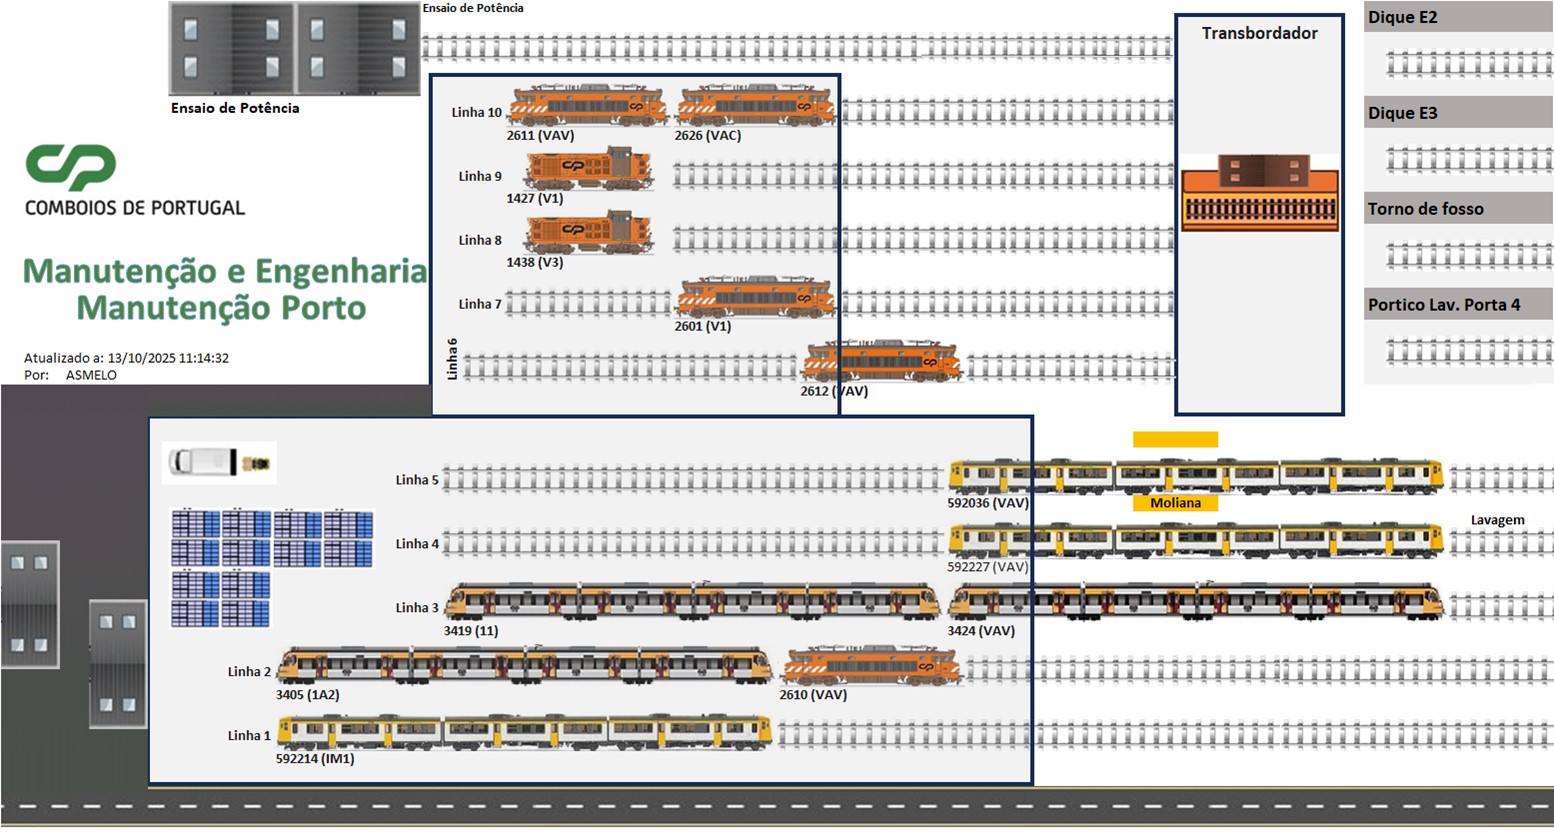 Ensaio de Potência
Ensaio de Potência
Transbordador
Dique E2
Dique E3
Torno de fosso
Portico Lav. Porta 4
CP
COMBOIOS DE PORTUGAL
Manutenção e Engenharia
Manutenção Porto
Atualizado a: 13/10/2025 11:14:32
Por: ASMELO
Linha 10
2611 (VAV)
2626 (VAC)
Linha 9
1427 (V1)
Linha 8
1438 (V3)
Linha 7
2601 (V1)
Linha 6
2612 (VAV)
Linha 5
592036 (VAV)
Moliana
Lavagem
Linha 4
592227 (VAV)
Linha 3
3419 (11)
3424 (VAV)
Linha 2
3405 (1A2)
2610 (VAV)
Linha 1
592214 (IM1)